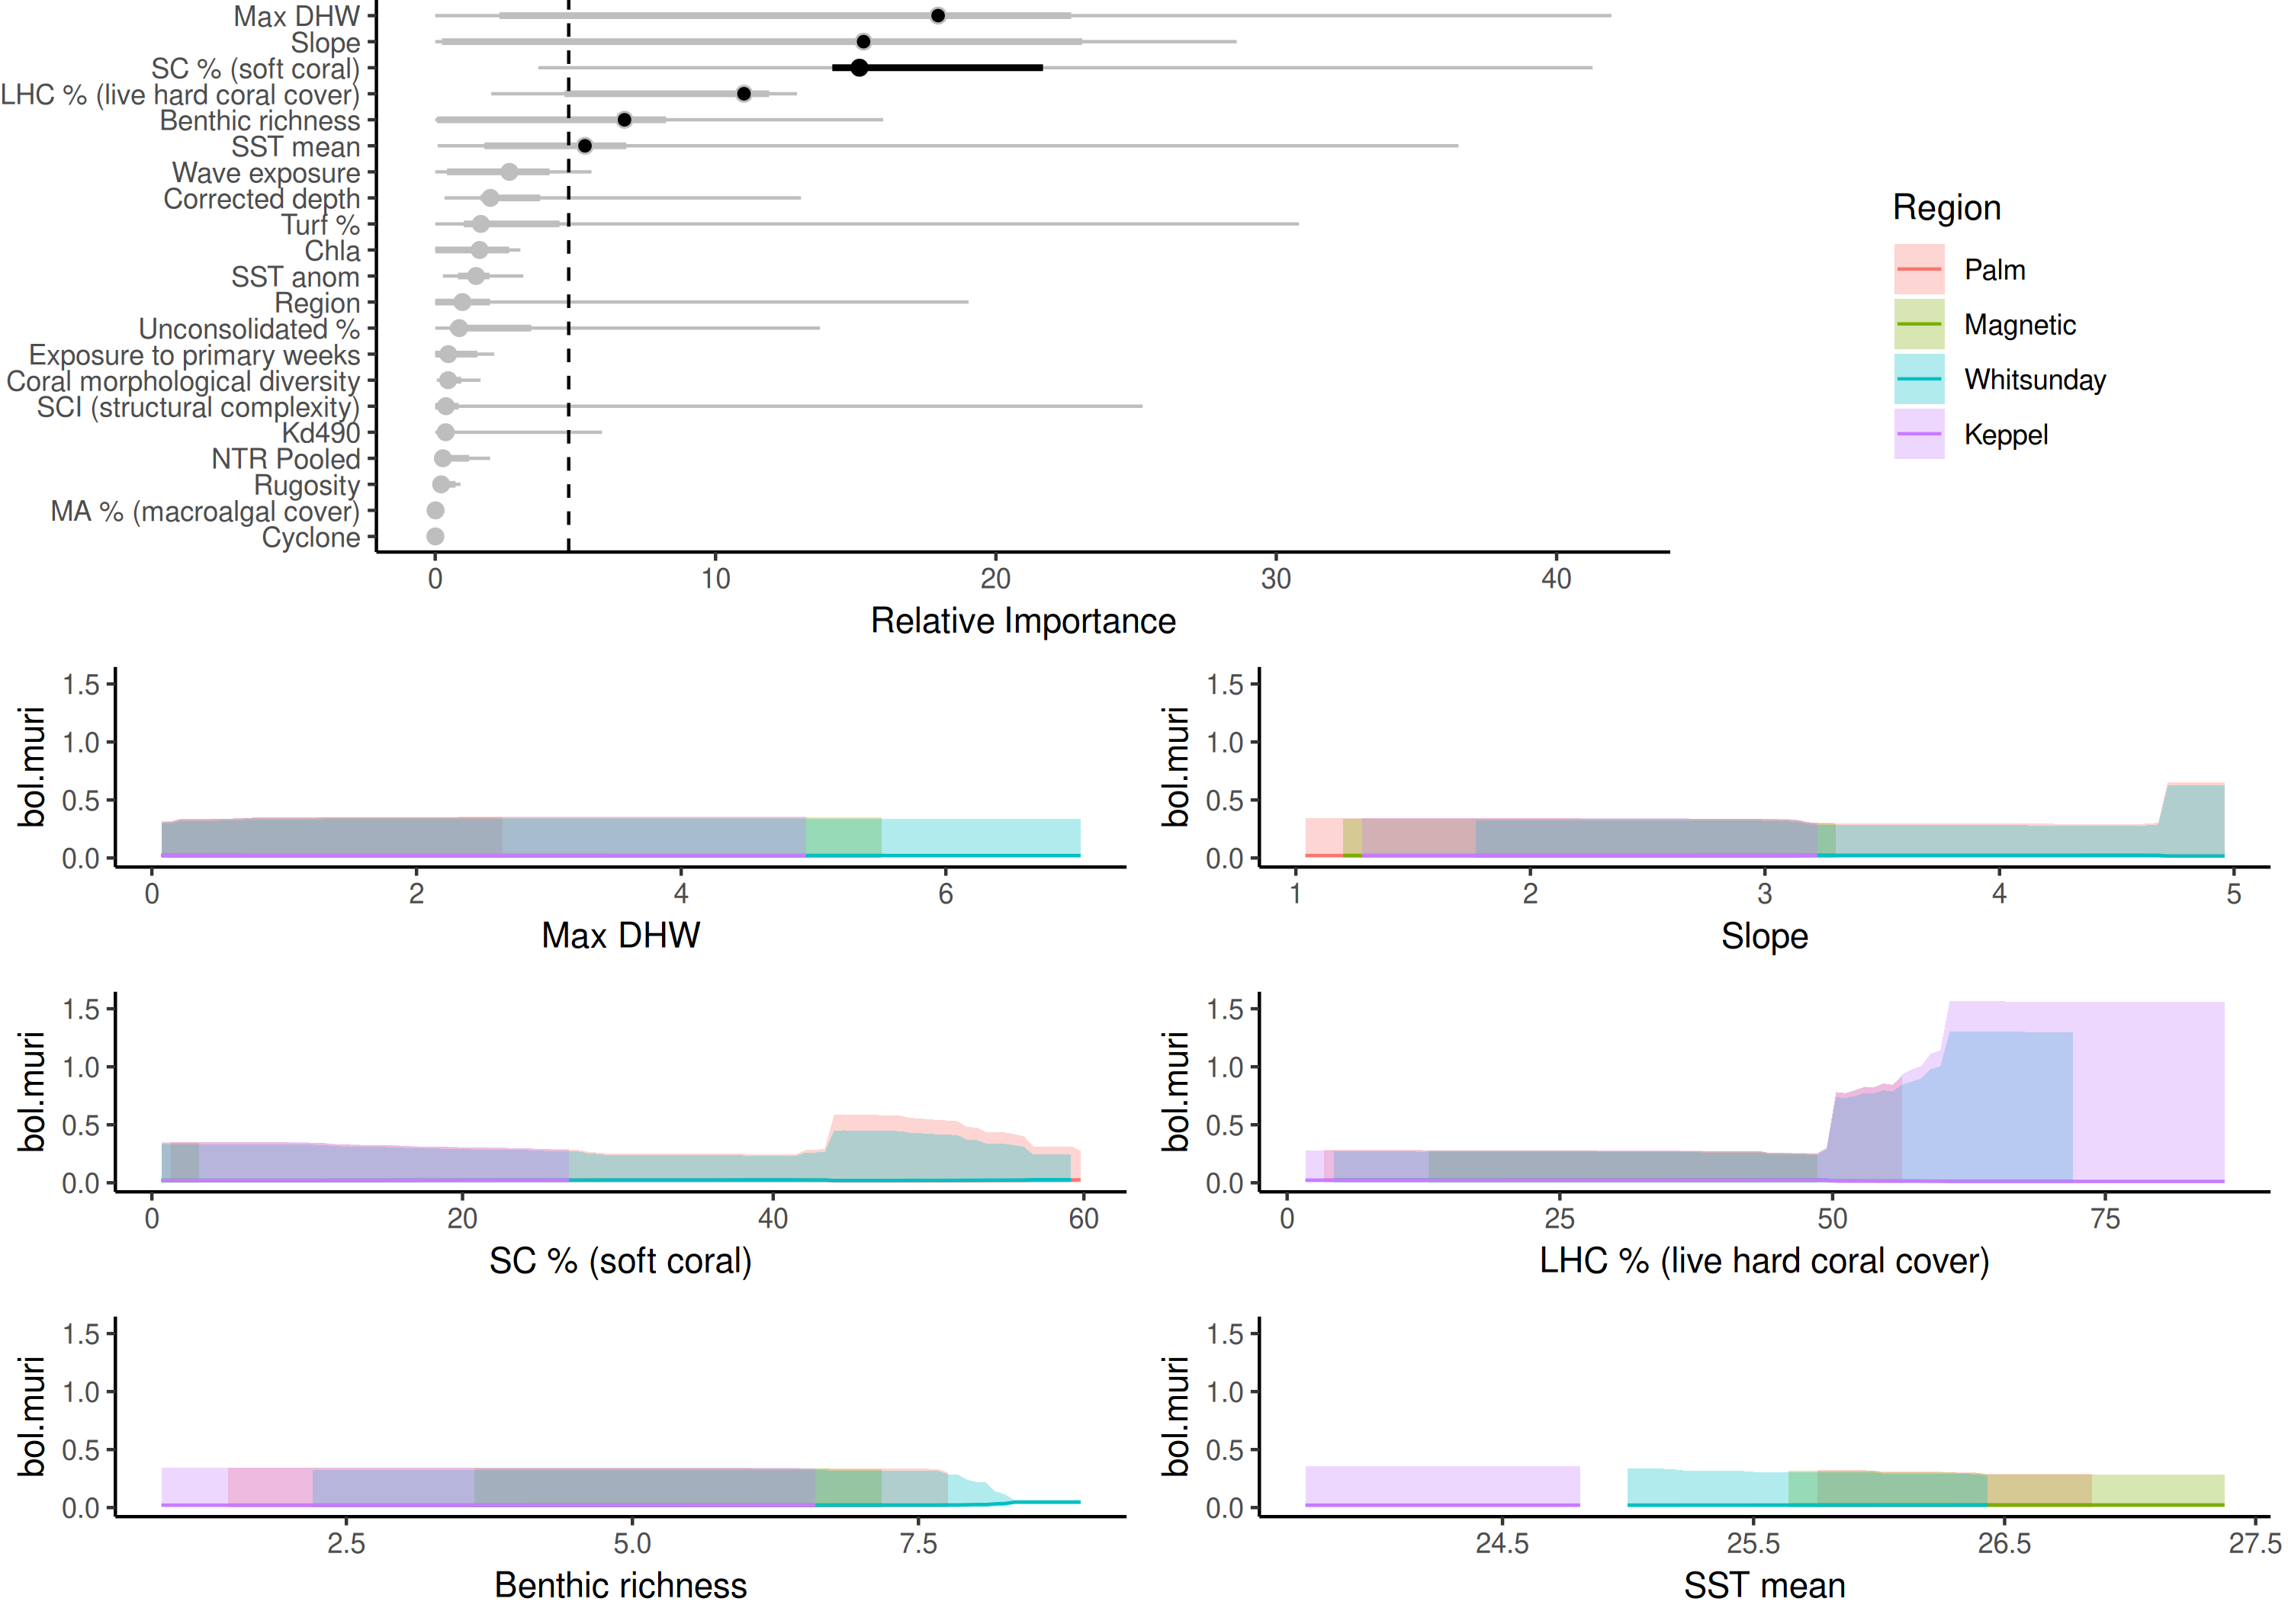 Max DHW
Slope
SC % (soft coral)
LHC % (live hard coral cover)
Benthic richness
SST mean
Wave exposure
Corrected depth
Turf %
Chla
SST anom
Region
Unconsolidated %
Exposure to primary weeks
Coral morphological diversity
SCI (structural complexity)
Kd490
NTR Pooled
Rugosity
MA % (macroalgal cover)
Cyclone
0 10 20 30 40
Relative Importance
Region
Palm
Magnetic
Whitsunday
Keppel
bol.muri
1.5
1.0
0.5
0.0
0 2 4 6
Max DHW
bol.muri
1.5
1.0
0.5
0.0
1 2 3 4 5
Slope
bol.muri
1.5
1.0
0.5
0.0
0 20 40 60
SC % (soft coral)
bol.muri
1.5
1.0
0.5
0.0
0 25 50 75
LHC % (live hard coral cover)
bol.muri
1.5
1.0
0.5
0.0
2.5 5.0 7.5
Benthic richness
bol.muri
1.5
1.0
0.5
0.0
24.5 25.5 26.5 27.5
SST mean